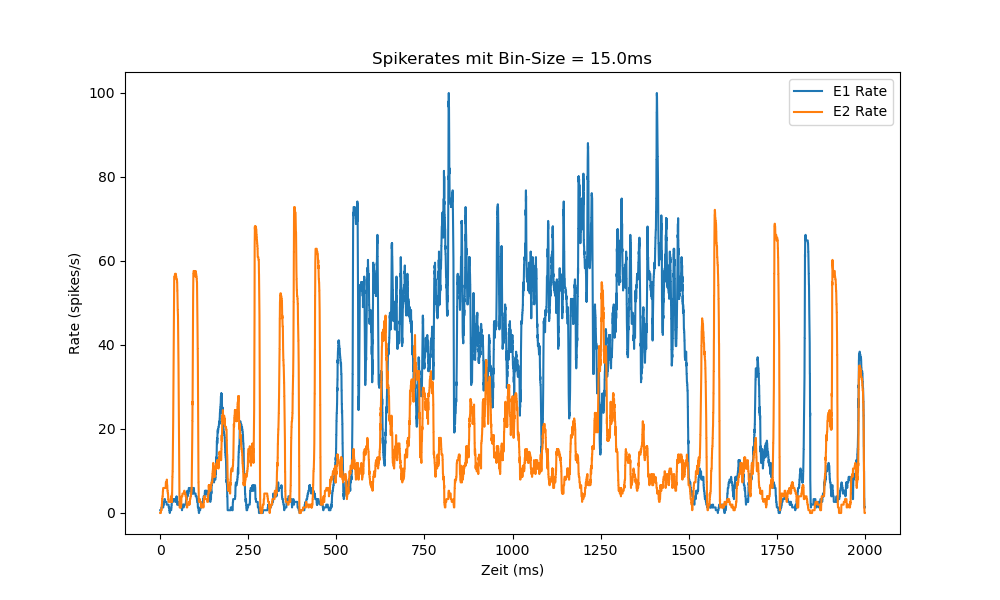 Spikerates mit Bin-Size = 15.0ms
E1 Rate
E2 Rate
100
80
60
40
20
0
Rate (spikes/s)
0 250 500 750 1000 1250 1500 1750 2000
Zeit (ms)